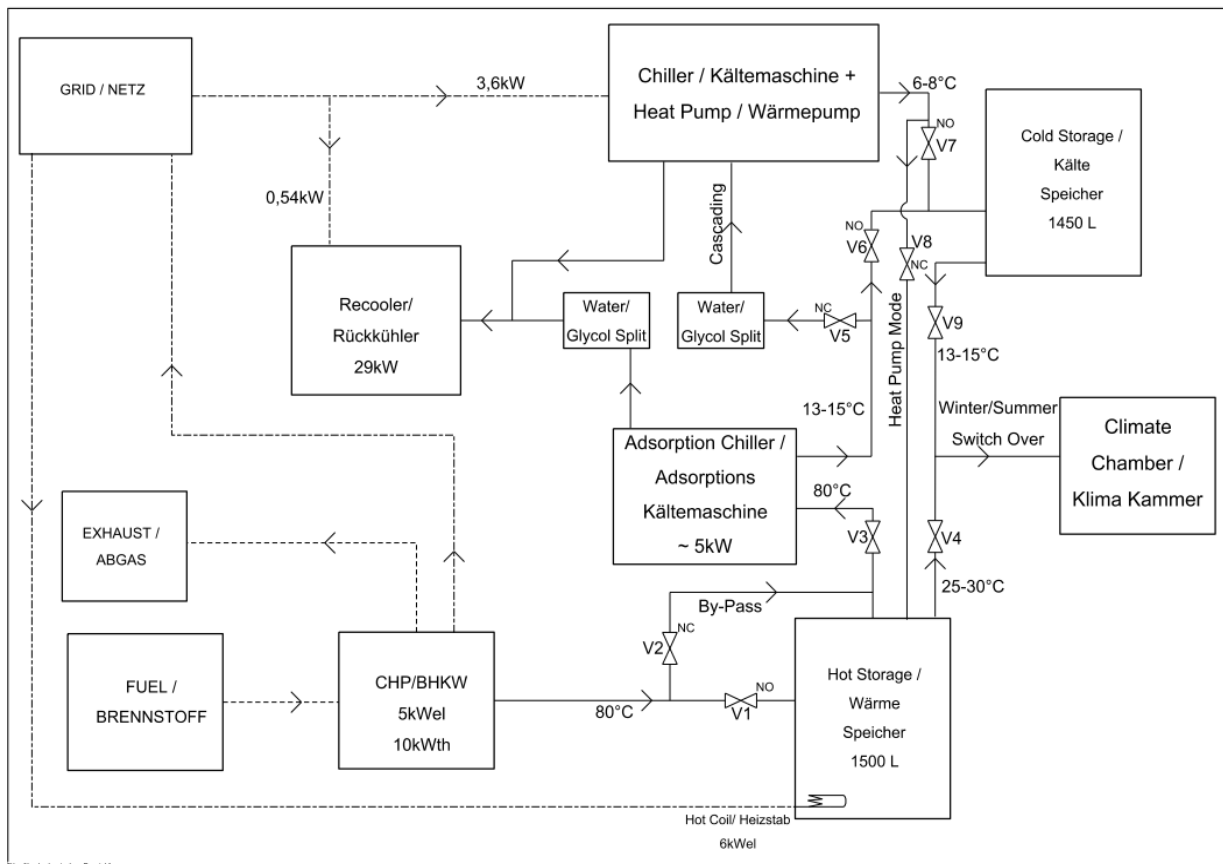 GRID / NETZ
3,6kW
0,54kW
Chiller / Kältemaschine +
Heat Pump / Wärmepump
6-8°C
NO
V7
Cold Storage /
Kälte
Speicher
1450 L
Cascading
NO
V6
V8
NC
Heat Pump Mode
V9
13-15°C
Recooler/
Rückkühler
29kW
Water/
Glycol Split
Water/
Glycol Split
NC
V5
13-15°C
Winter/Summer
Switch Over
Climate
Chamber /
Klima Kammer
Adsorption Chiller /
Adsorptions
Kältemaschine
~ 5kW
80°C
V3
V4
25-30°C
EXHAUST /
ABGAS
By-Pass
NC
V2
FUEL /
BRENNSTOFF
CHP/BHKW
5kWel
10kWth
80°C
NO
V1
Hot Storage /
Wärme
Speicher
1500 L
Hot Coil/ Heizstab
6kWel